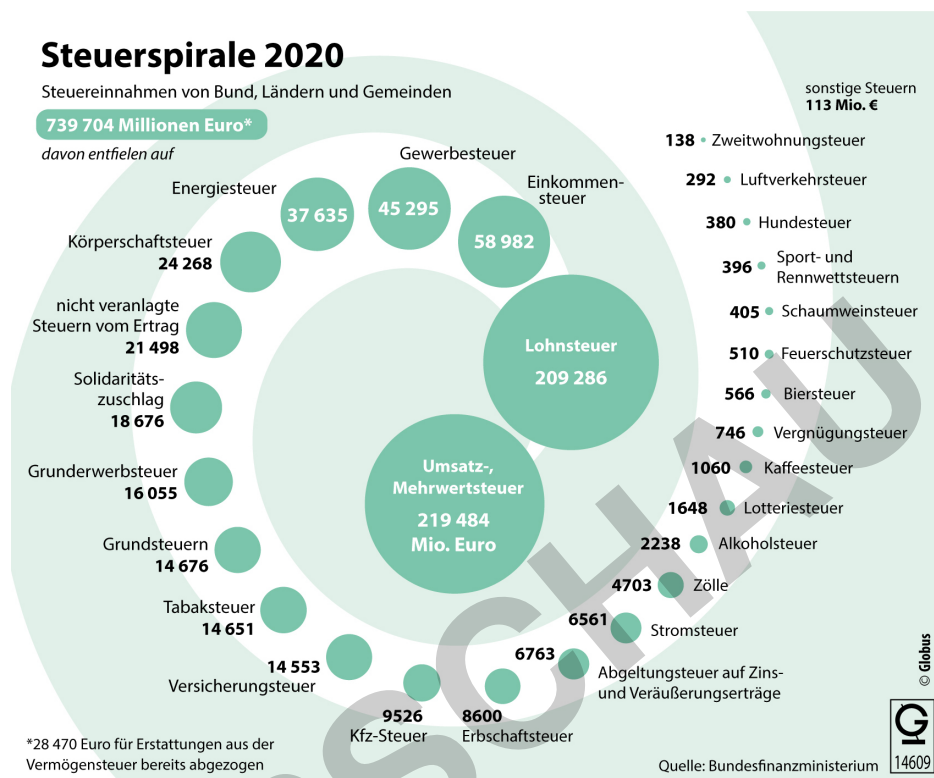 Steuerspirale 2020
Steuereinnahmen von Bund, Ländern und Gemeinden
739 704 Millionen Euro*
davon entfielen auf
Umsatz-,
Mehrwertsteuer
219 484
Mio. Euro
Lohnsteuer
209 286
Einkommen-
steuer
58 982
Gewerbesteuer
45 295
Energiesteuer
37 635
Körperschaftsteuer
24 268
nicht veranlagte
Steuern vom Ertrag
21 498
Solidaritäts-
zuschlag
18 676
Grunderwerbsteuer
16 055
Grundsteuern
14 676
Tabaksteuer
14 651
14 553
Versicherungsteuer
9526
Kfz-Steuer
8600
Erbschaftsteuer
6763
Abgeltungsteuer auf Zins-
und Veräußerungserträge
6561
Stromsteuer
4703 Zölle
2238 Alkoholsteuer
1648 Lotteriesteuer
1060 Kaffeesteuer
746 Vergnügungsteuer
566 Biersteuer
510 Feuerschutzsteuer
405 Schaumweinsteuer
396 Sport- und
Rennwettsteuern
380 Hundesteuer
292 Luftverkehrsteuer
138 Zweitwohnungsteuer
sonstige Steuern
113 Mio. €
*28 470 Euro für Erstattungen aus der
Vermögensteuer bereits abgezogen
Quelle: Bundesfinanzministerium
© Globus
G
14609
SCHAU